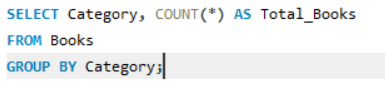 SELECT Category, COUNT(*) AS Total_Books
FROM Books
GROUP BY Category;